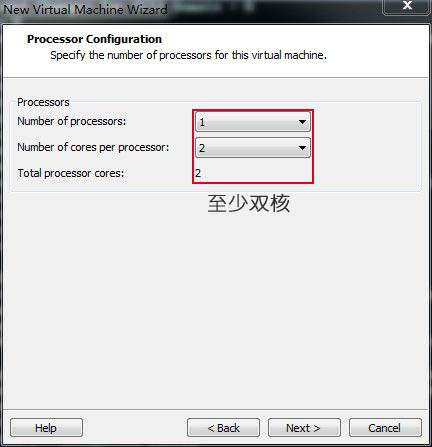 New Virtual Machine Wizard
Processor Configuration
Specify the number of processors for this virtual machine.
Processors
Number of processors: 1
Number of cores per processor: 2
Total processor cores: 2
至少双核
Help < Back Next > Cancel